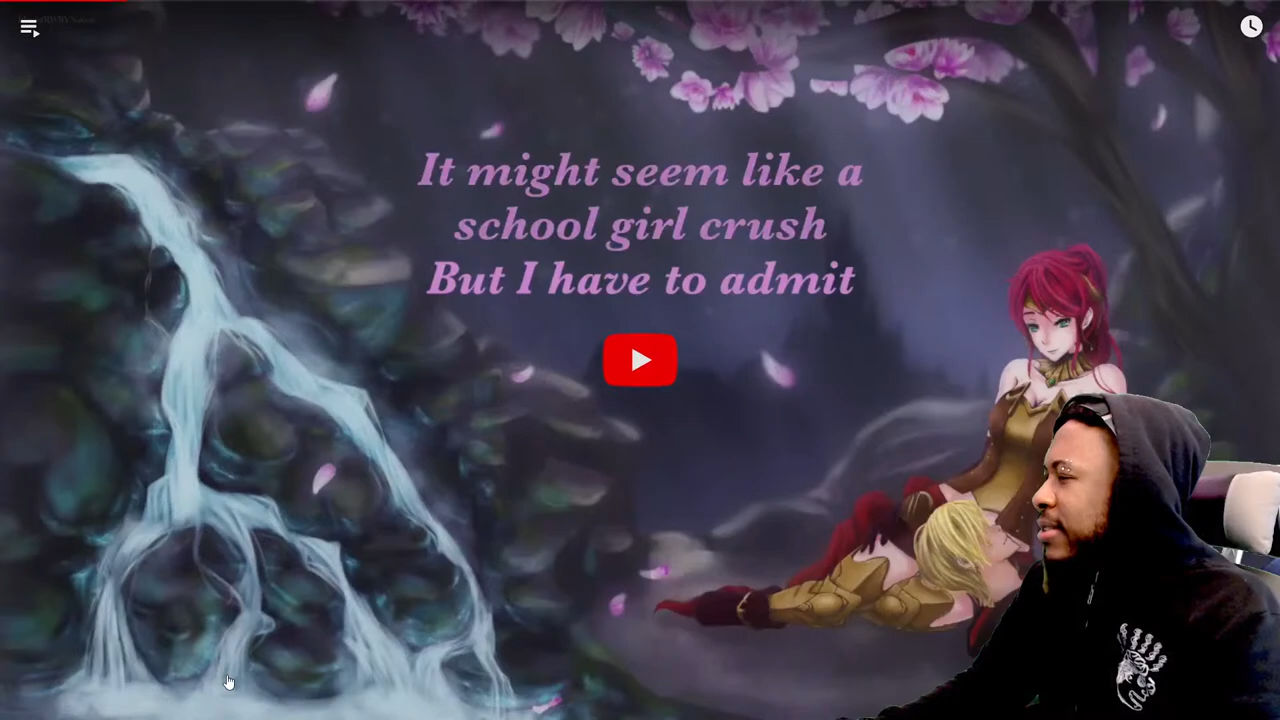 It might seem like a
school girl crush
But I have to admit